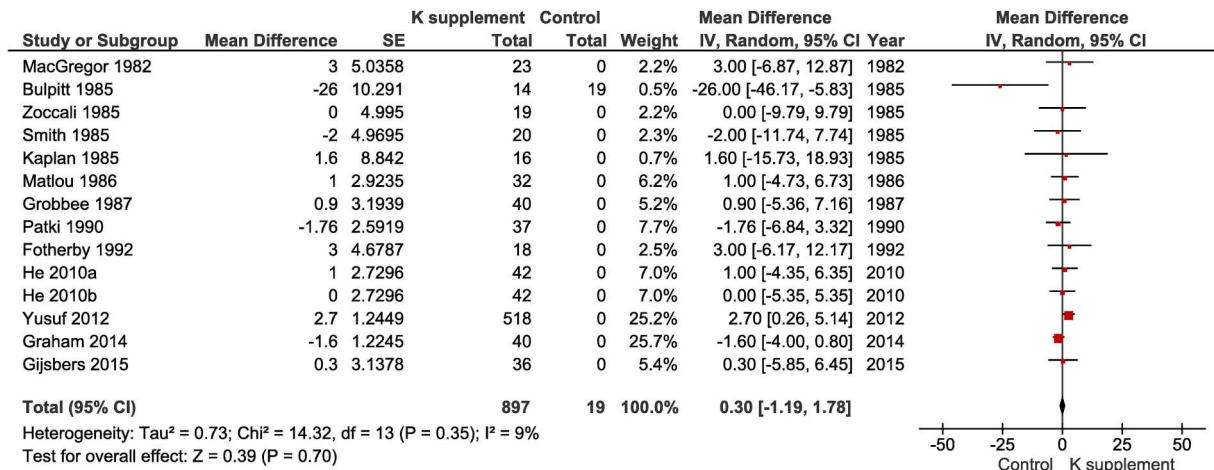 K supplement Control Mean Difference Mean Difference
Study or Subgroup Mean Difference SE Total Total Weight IV, Random, 95% CI Year IV, Random, 95% CI
MacGregor 1982 3 5.0358 23 0 2.2% 3.00 [-6.87, 12.87] 1982
Bulpitt 1985 -26 10.291 14 19 0.5% -26.00 [-46.17, -5.83] 1985
Zoccali 1985 0 4.995 19 0 2.2% 0.00 [-9.79, 9.79] 1985
Smith 1985 -2 4.9695 20 0 2.3% -2.00 [-11.74, 7.74] 1985
Kaplan 1985 1.6 8.842 16 0 0.7% 1.60 [-15.73, 18.93] 1985
Matlou 1986 1 2.9235 32 0 6.2% 1.00 [-4.73, 6.73] 1986
Grobbee 1987 0.9 3.1939 40 0 5.2% 0.90 [-5.36, 7.16] 1987
Patki 1990 -1.76 2.5919 37 0 7.7% -1.76 [-6.84, 3.32] 1990
Fotherby 1992 3 4.6787 18 0 2.5% 3.00 [-6.17, 12.17] 1992
He 2010a 1 2.7296 42 0 7.0% 1.00 [-4.35, 6.35] 2010
He 2010b 0 2.7296 42 0 7.0% 0.00 [-5.35, 5.35] 2010
Yusuf 2012 2.7 1.2449 518 0 25.2% 2.70 [0.26, 5.14] 2012
Graham 2014 -1.6 1.2245 40 0 25.7% -1.60 [-4.00, 0.80] 2014
Gijsbers 2015 0.3 3.1378 36 0 5.4% 0.30 [-5.85, 6.45] 2015
Total (95% CI) 897 19 100.0% 0.30 [-1.19, 1.78]
Heterogeneity: Tau² = 0.73; Chi² = 14.32, df = 13 (P = 0.35); I² = 9%
Test for overall effect: Z = 0.39 (P = 0.70)
-50 -25 0 25 50
Control K supplement